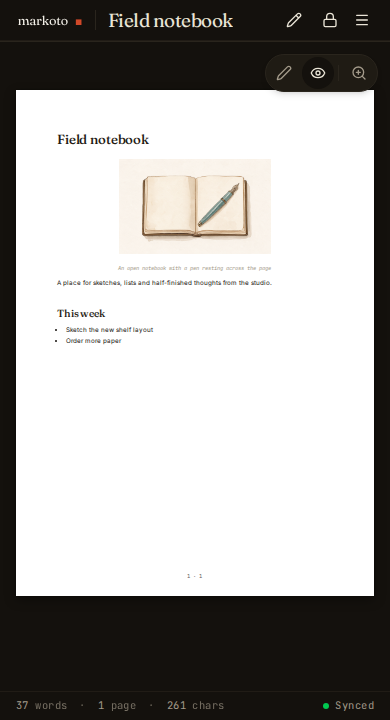 markoto
Field notebook
Field notebook
An open notebook with a pen resting across the page
A place for sketches, lists and half-finished thoughts from the studio.
This week
• Sketch the new shelf layout
• Order more paper
1 - 1
37 words · 1 page · 261 chars
Synced